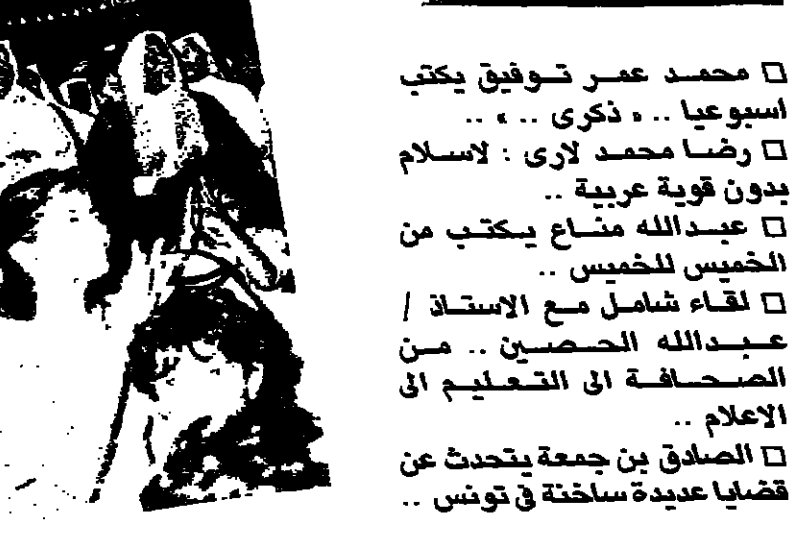 □ محمد عمر توفيق يكتب
اسبوعيا .. « ذكرى .. » ..
□ رضا محمد لارى : لاسلام
بدون قوية عربية ..
□ عبدالله مناع يكتب من
الخميس للخميس ..
□ لقاء شامل مع الاستاذ /
عبدالله الحصين .. من
الصحافة الى التعليم الى
الاعلام ..
□ الصادق بن جمعة يتحدث عن
قضايا عديدة ساخنة في تونس ..